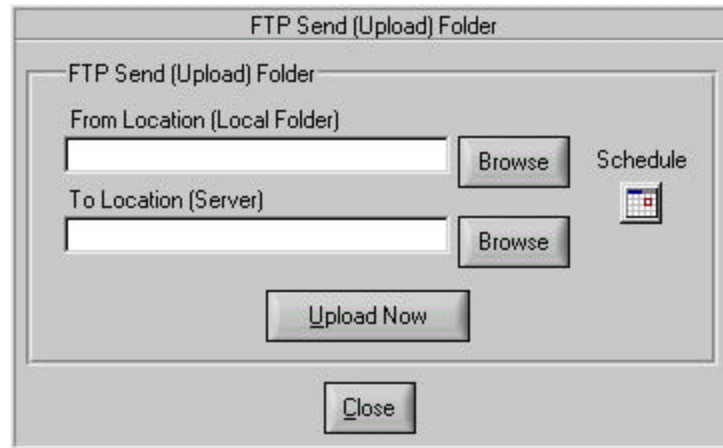 FTP Send (Upload) Folder
FTP Send (Upload) Folder
From Location (Local Folder)
Browse
Schedule
To Location (Server)
Browse
Upload Now
Close